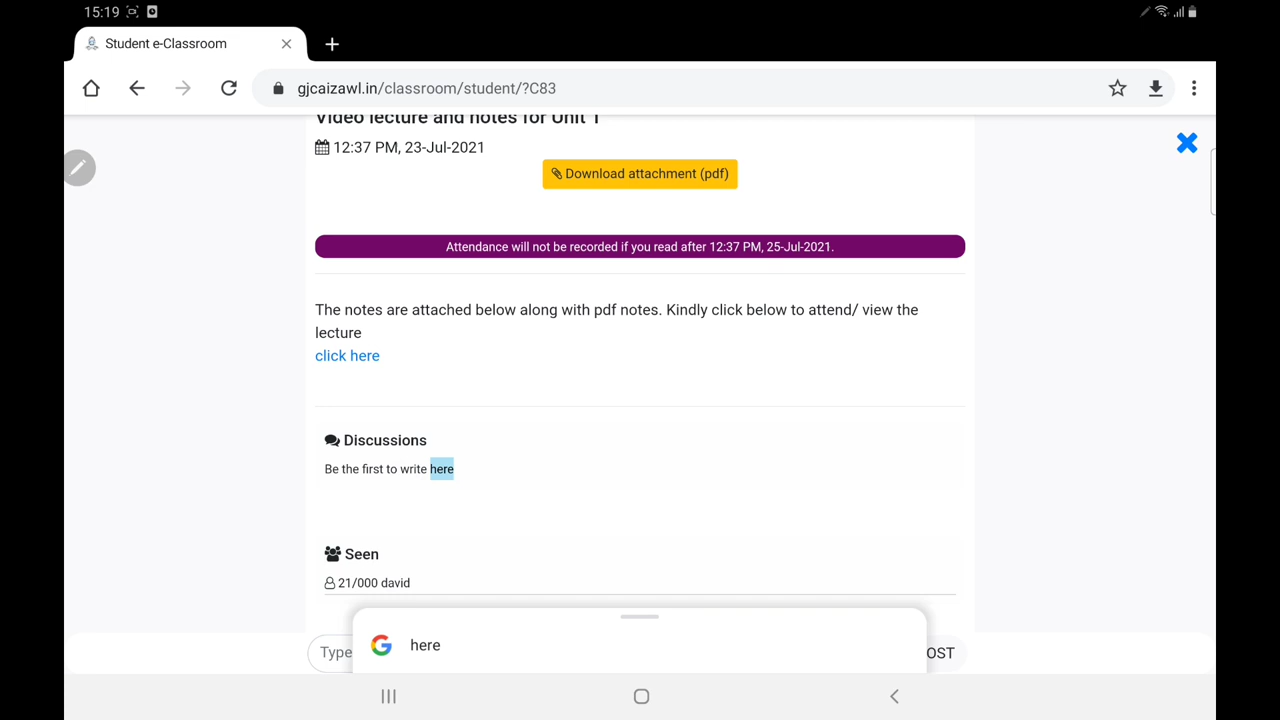 15:19
Student e-Classroom
gjcaizawl.in/classroom/student/?C83
Video lecture and notes for Unit 1
12:37 PM, 23-Jul-2021
Download attachment (pdf)
Attendance will not be recorded if you read after 12:37 PM, 25-Jul-2021.
The notes are attached below along with pdf notes. Kindly click below to attend/ view the
lecture
click here
Discussions
Be the first to write here
Seen
21/000 david
here
Type
OST